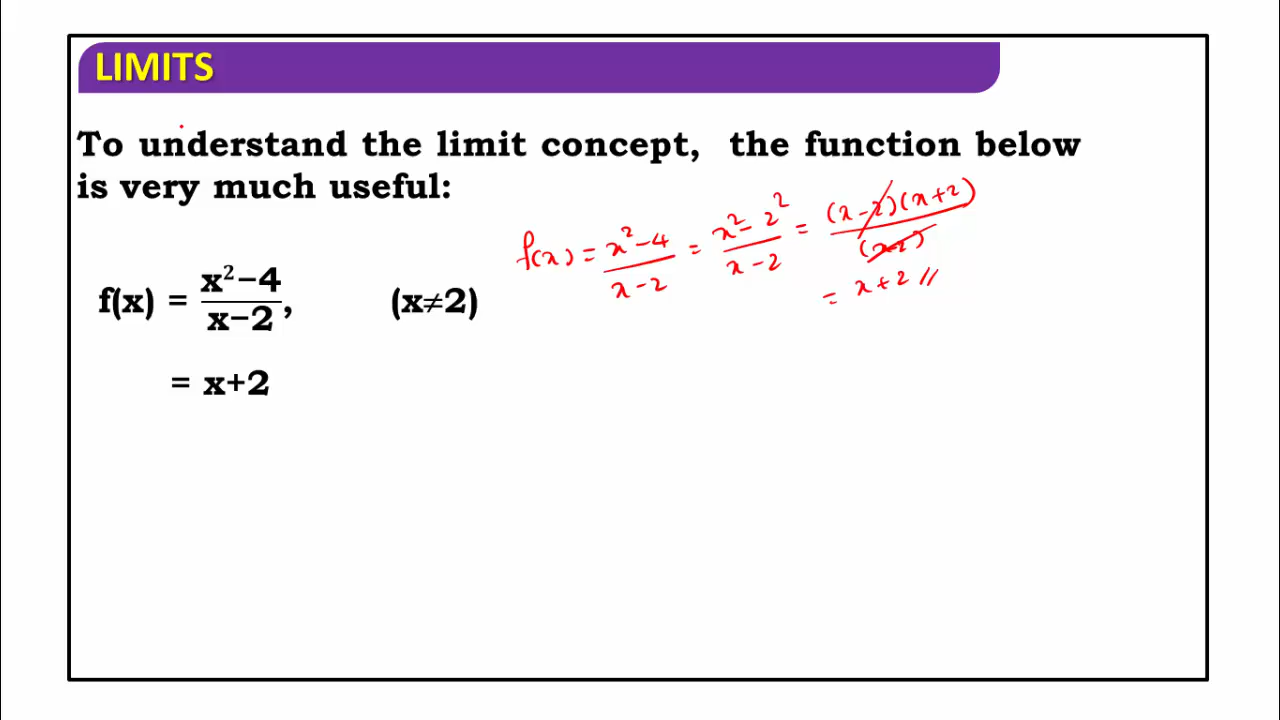 LIMITS
To understand the limit concept, the function below
is very much useful:
f(x) = x²−4/x−2, (x≠2)
= x+2
f(x) = x²−4/x−2 = x²−2²/x−2 = (x−2)(x+2)/(x−2)
= x+2 //